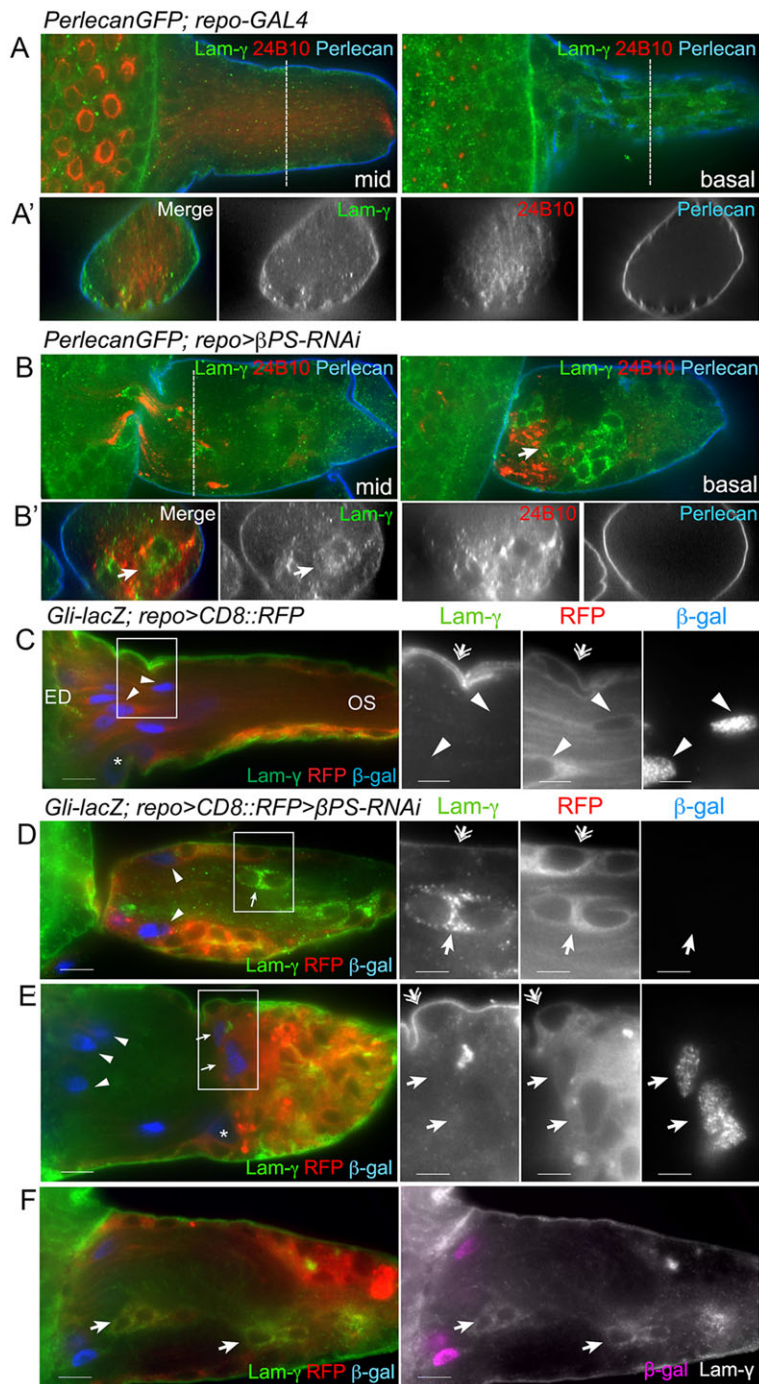 PerlecanGFP; repo-GAL4
A
Lam-γ 24B10 Perlecan
mid
Lam-γ 24B10 Perlecan
basal
A'
Merge
Lam-γ
24B10
Perlecan
PerlecanGFP; repo>βPS-RNAi
B
Lam-γ 24B10 Perlecan
mid
Lam-γ 24B10 Perlecan
basal
B'
Merge
Lam-γ
24B10
Perlecan
Gli-lacZ; repo>CD8::RFP
Lam-γ
RFP
β-gal
C
ED
OS
*
Lam-γ RFP β-gal
Gli-lacZ; repo>CD8::RFP>βPS-RNAi
Lam-γ
RFP
β-gal
D
Lam-γ RFP β-gal
E
*
Lam-γ RFP β-gal
F
Lam-γ RFP β-gal
β-gal Lam-γ